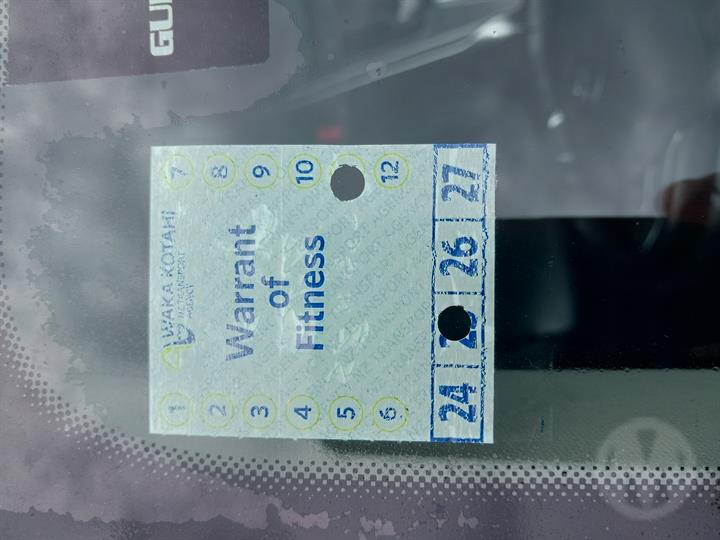 GUI
WAKA KOTAHI
NZ TRANSPORT
AGENCY
Warrant
of
Fitness
1 7
2 8
3 9
4 10
5
6 12
24 26 27